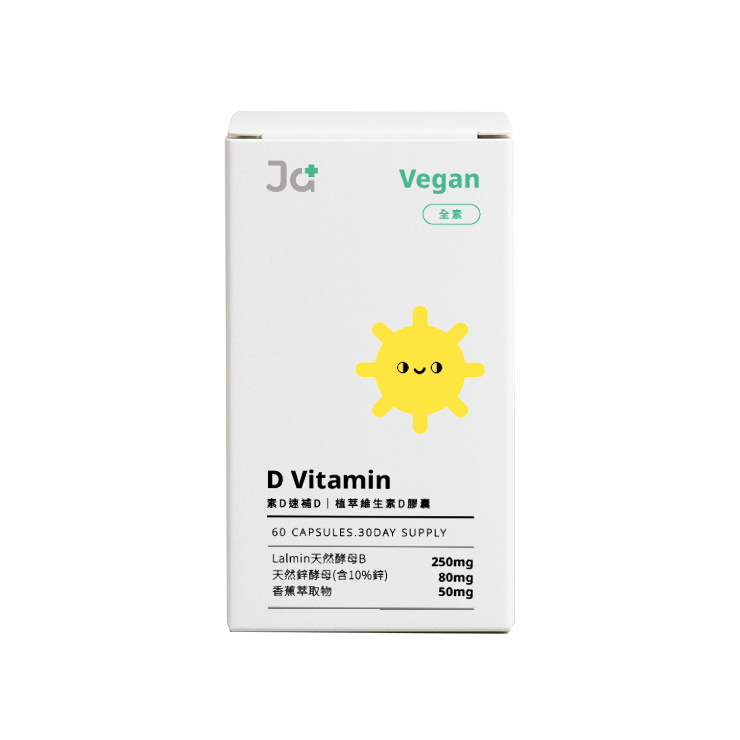 Ja+
Vegan
全素
D Vitamin
素D速補D｜植萃維生素D膠囊
60 CAPSULES.30DAY SUPPLY
Lalmin天然酵母B 250mg
天然鋅酵母(含10%鋅) 80mg
香蕉萃取物 50mg